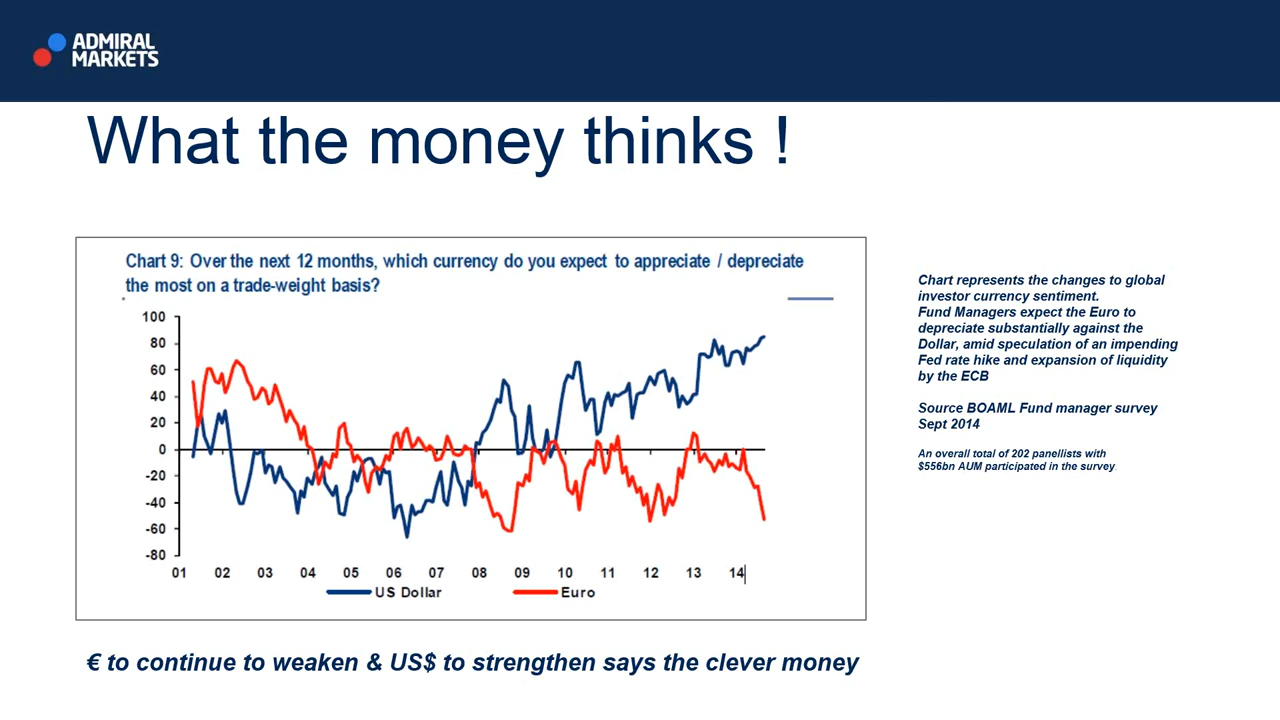 ADMIRAL
MARKETS
What the money thinks !
Chart 9: Over the next 12 months, which currency do you expect to appreciate / depreciate
the most on a trade-weight basis?
100
80
60
40
20
0
-20
-40
-60
-80
01 02 03 04 05 06 07 08 09 10 11 12 13 14
US Dollar Euro
Chart represents the changes to global
investor currency sentiment.
Fund Managers expect the Euro to
depreciate substantially against the
Dollar, amid speculation of an impending
Fed rate hike and expansion of liquidity
by the ECB
Source BOAML Fund manager survey
Sept 2014
An overall total of 202 panellists with
$556bn AUM participated in the survey.
€ to continue to weaken & US$ to strengthen says the clever money